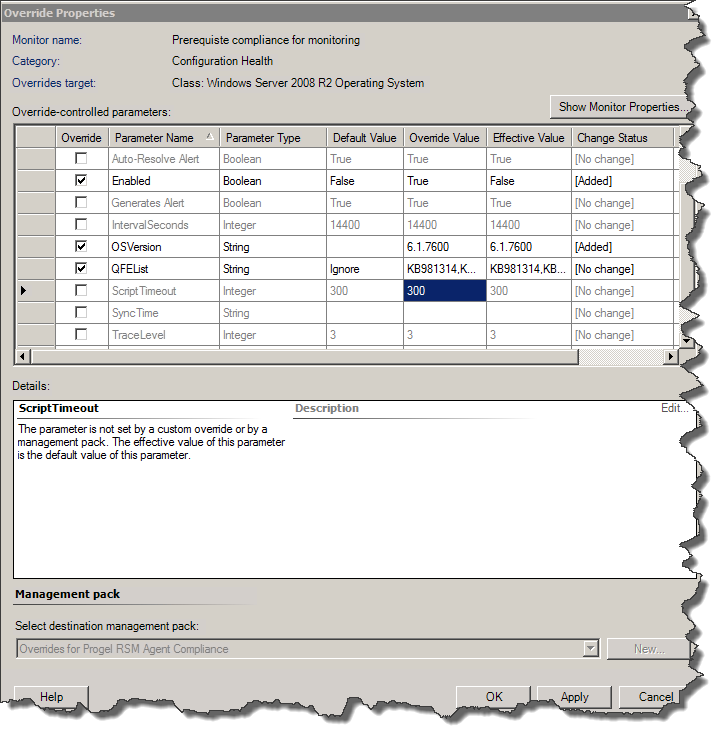 Override Properties
Monitor name: Prerequiste compliance for monitoring
Category: Configuration Health
Overrides target: Class: Windows Server 2008 R2 Operating System
Show Monitor Properties...
Override-controlled parameters:
Override Parameter Name Parameter Type Default Value Override Value Effective Value Change Status
Auto-Resolve Alert Boolean True True True [No change]
Enabled Boolean False True False [Added]
Generates Alert Boolean True True True [No change]
IntervalSeconds Integer 14400 14400 14400 [No change]
OSVersion String 6.1.7600 6.1.7600 [Added]
QFEList String Ignore KB981314,K... KB981314,KB... [No change]
ScriptTimeout Integer 300 300 300 [No change]
SyncTime String [No change]
TraceLevel Integer 3 3 3 [No change]
Details:
ScriptTimeout Description Edit...
The parameter is not set by a custom override or by a
management pack. The effective value of this parameter
is the default value of this parameter.
Management pack
Select destination management pack:
Overrides for Progel RSM Agent Compliance New...
Help OK Apply Cancel